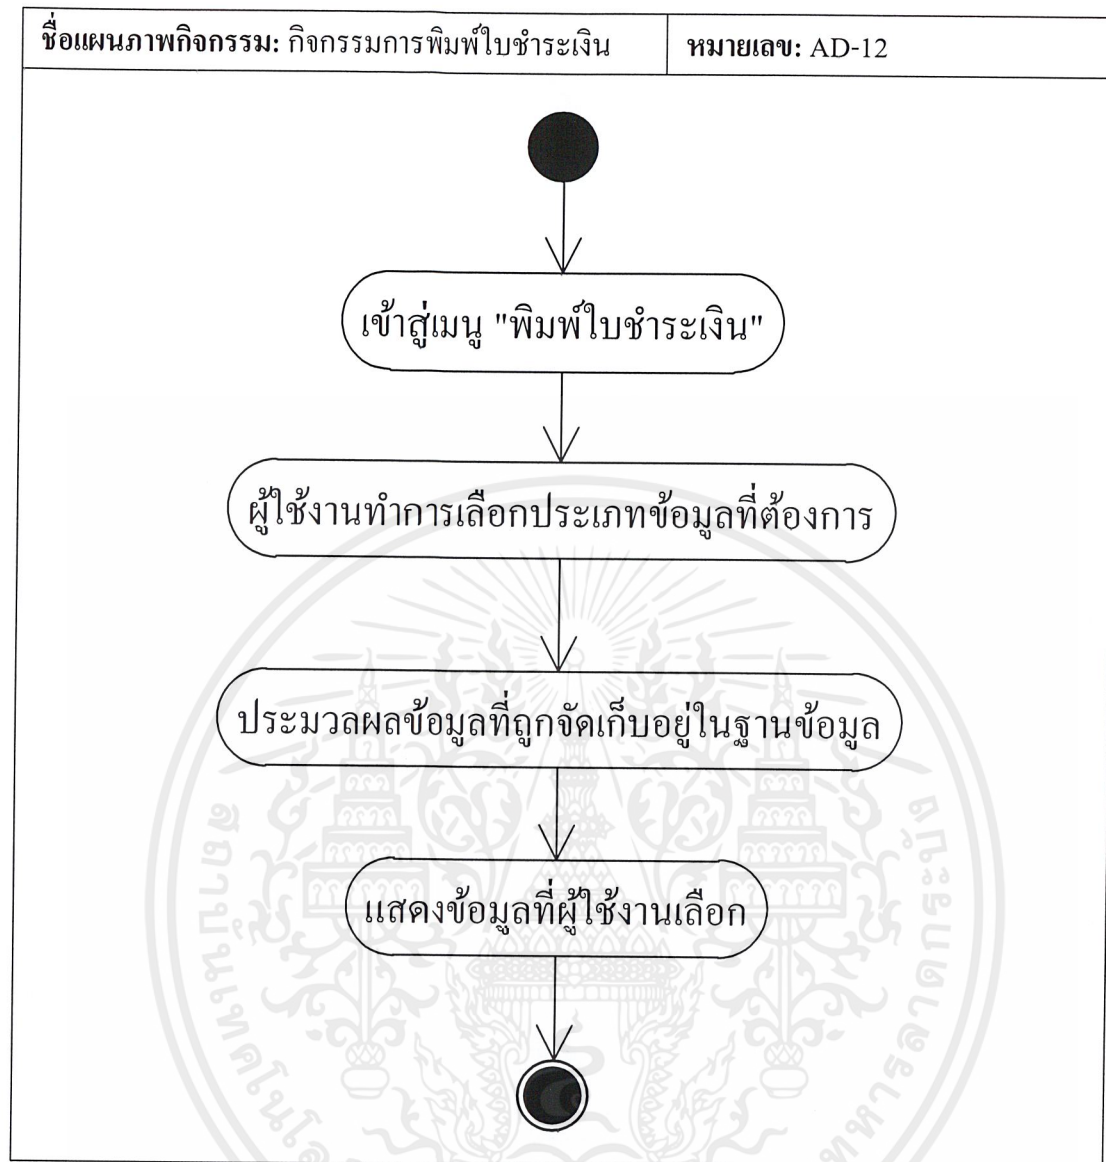 ชื่อแผนภาพกิจกรรม: กิจกรรมการพิมพ์ใบชำระเงิน
หมายเลข: AD-12
เข้าสู่เมนู "พิมพ์ใบชำระเงิน"
ผู้ใช้งานทำการเลือกประเภทข้อมูลที่ต้องการ
ประมวลผลข้อมูลที่ถูกจัดเก็บอยู่ในฐานข้อมูล
แสดงข้อมูลที่ผู้ใช้งานเลือก